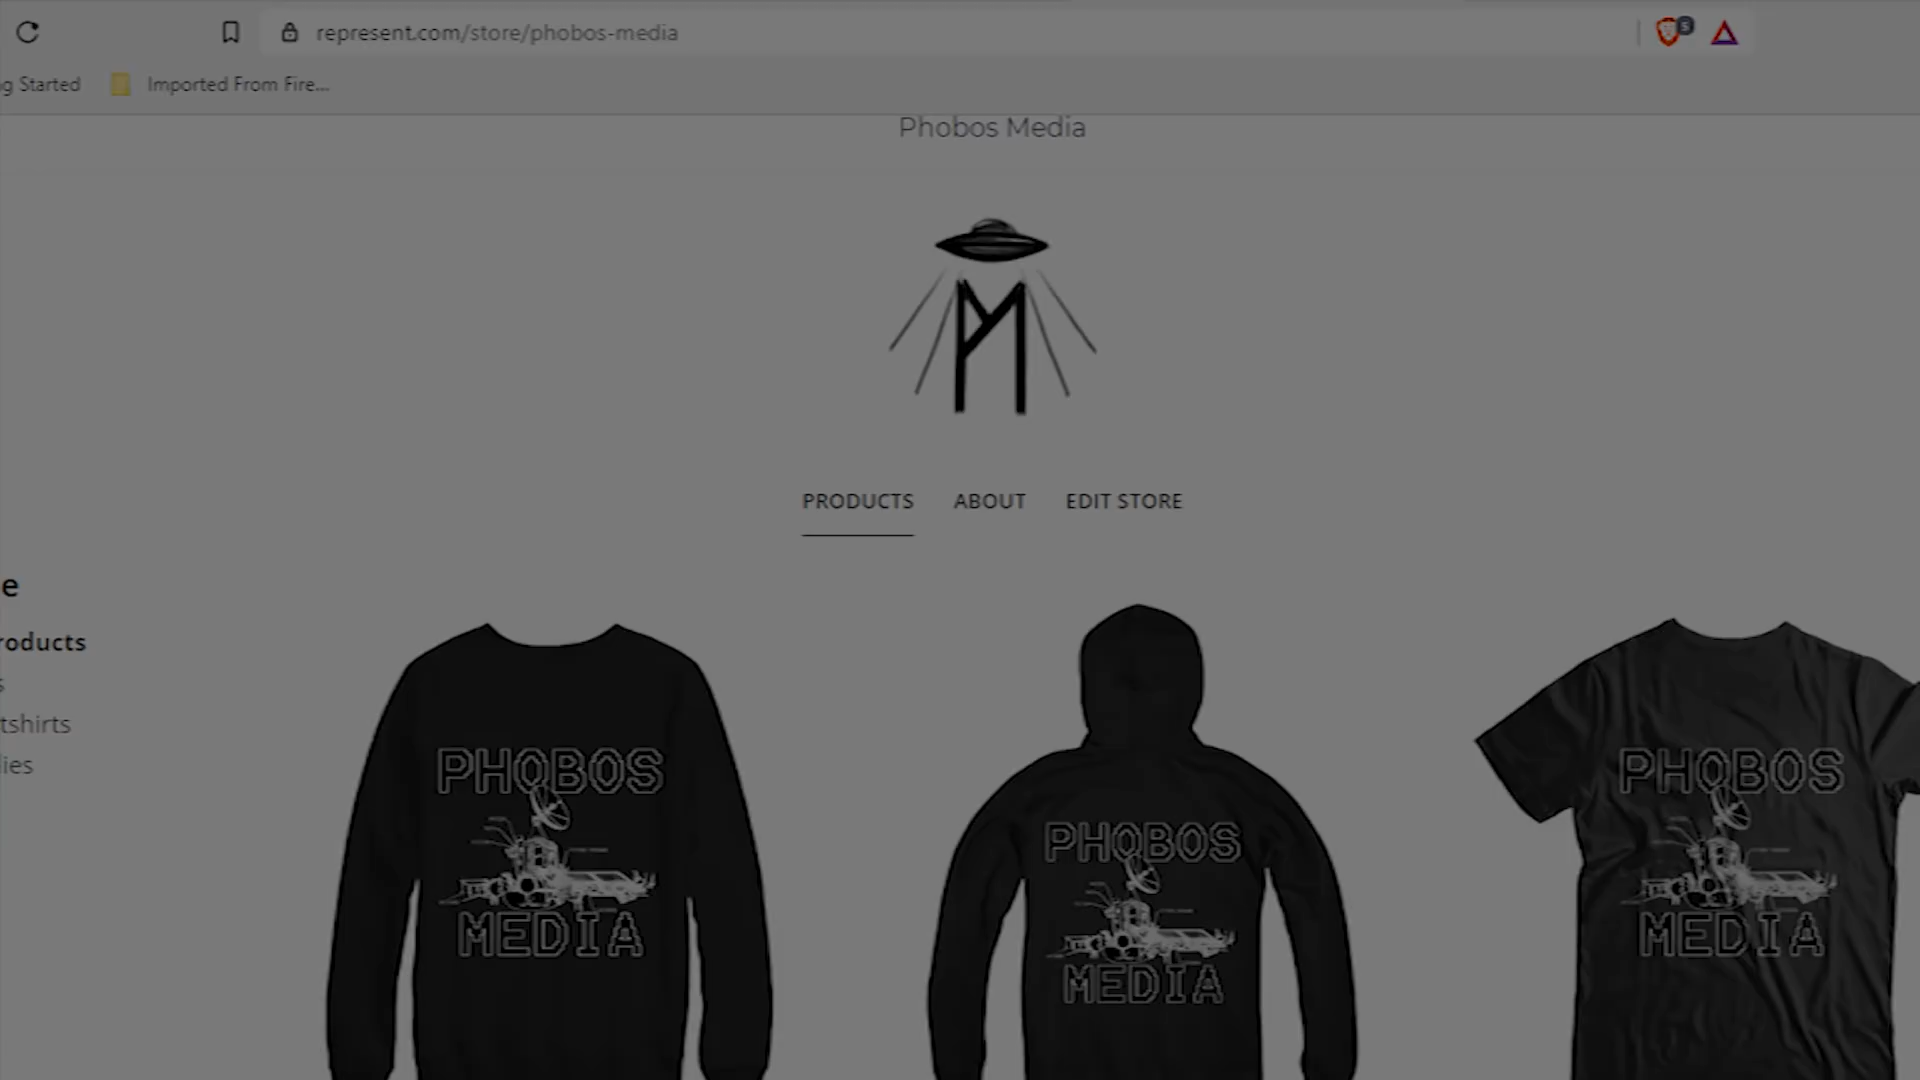 represent.com/store/phobos-media
5
g Started
Imported From Fire...
Phobos Media
PRODUCTS ABOUT EDIT STORE
e
roducts
s
tshirts
ies
PHOBOS
MEDIA
PHOBOS
MEDIA
PHOBOS
MEDIA